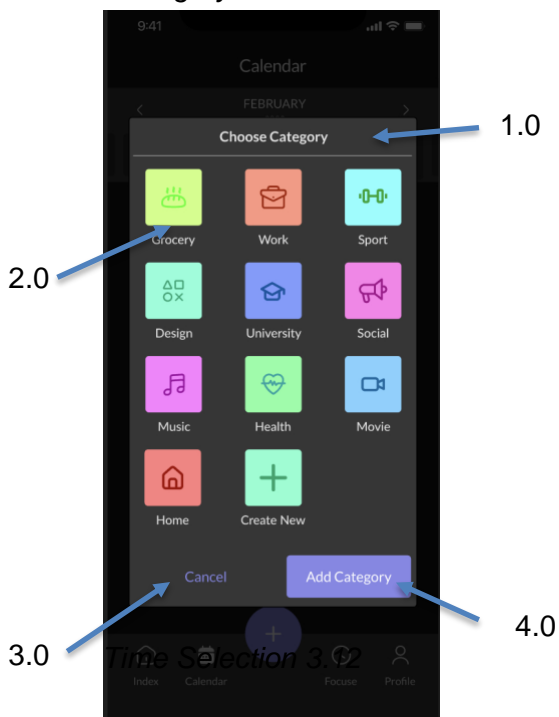 9:41
Calendar
FEBRUARY
Choose Category
1.0
Grocery Work Sport
2.0
Design University Social
Music Health Movie
Home Create New
Cancel Add Category
4.0
3.0
Time Selection 3.12
Index Calendar Focuse Profile